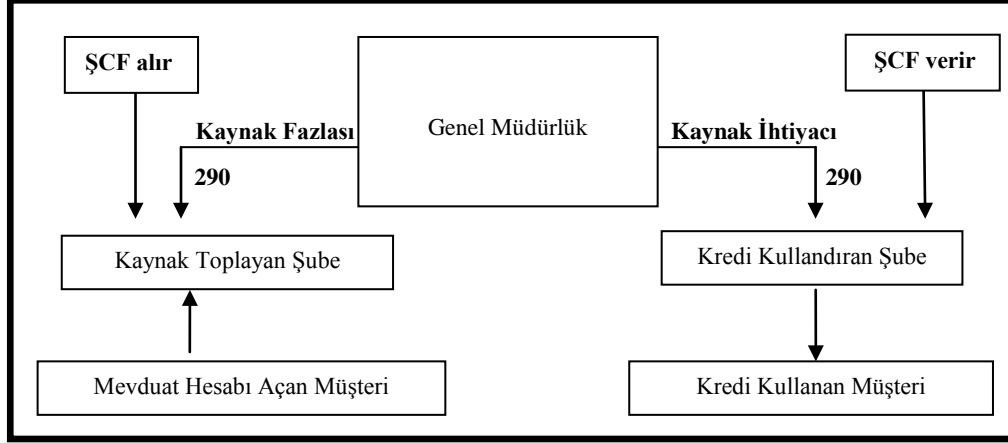 ŞCF alır
ŞCF verir
Genel Müdürlük
Kaynak Fazlası
Kaynak İhtiyacı
290
290
Kaynak Toplayan Şube
Kredi Kullandıran Şube
Mevduat Hesabı Açan Müşteri
Kredi Kullanan Müşteri